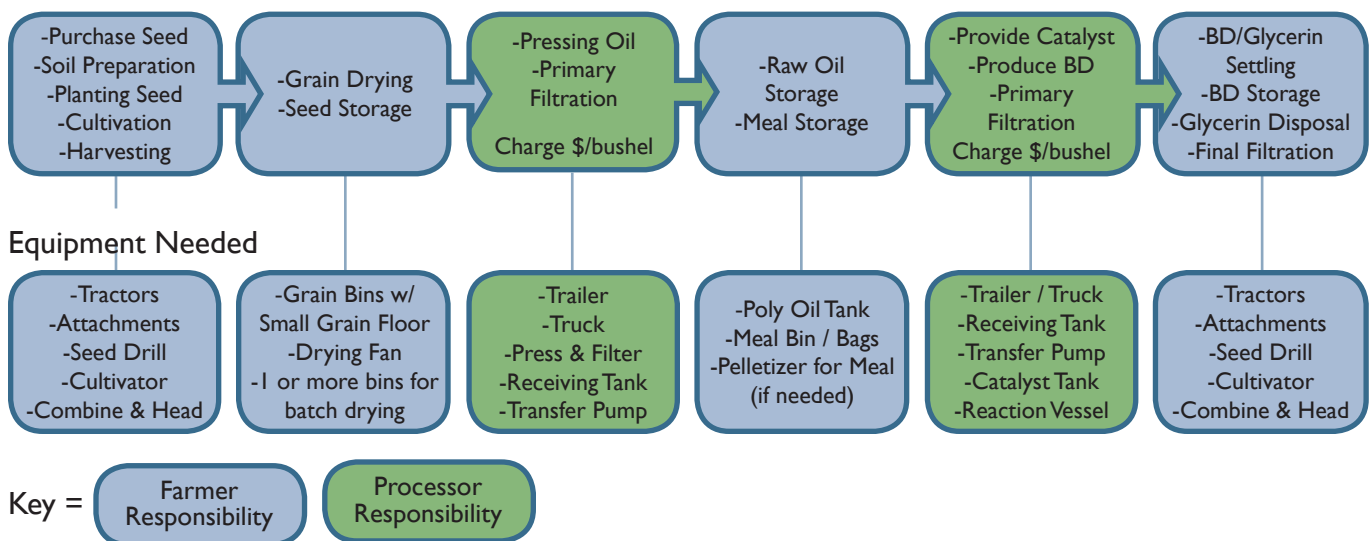 -Purchase Seed
-Soil Preparation
-Planting Seed
-Cultivation
-Harvesting
-Grain Drying
-Seed Storage
-Pressing Oil
-Primary
Filtration
Charge $/bushel
-Raw Oil
Storage
-Meal Storage
-Provide Catalyst
-Produce BD
-Primary
Filtration
Charge $/bushel
-BD/Glycerin
Settling
-BD Storage
-Glycerin Disposal
-Final Filtration
Equipment Needed
-Tractors
-Attachments
-Seed Drill
-Cultivator
-Combine & Head
-Grain Bins w/
Small Grain Floor
-Drying Fan
-1 or more bins for
batch drying
-Trailer
-Truck
-Press & Filter
-Receiving Tank
-Transfer Pump
-Poly Oil Tank
-Meal Bin / Bags
-Pelletizer for Meal
(if needed)
-Trailer / Truck
-Receiving Tank
-Transfer Pump
-Catalyst Tank
-Reaction Vessel
-Tractors
-Attachments
-Seed Drill
-Cultivator
-Combine & Head
Key =
Farmer
Responsibility
Processor
Responsibility